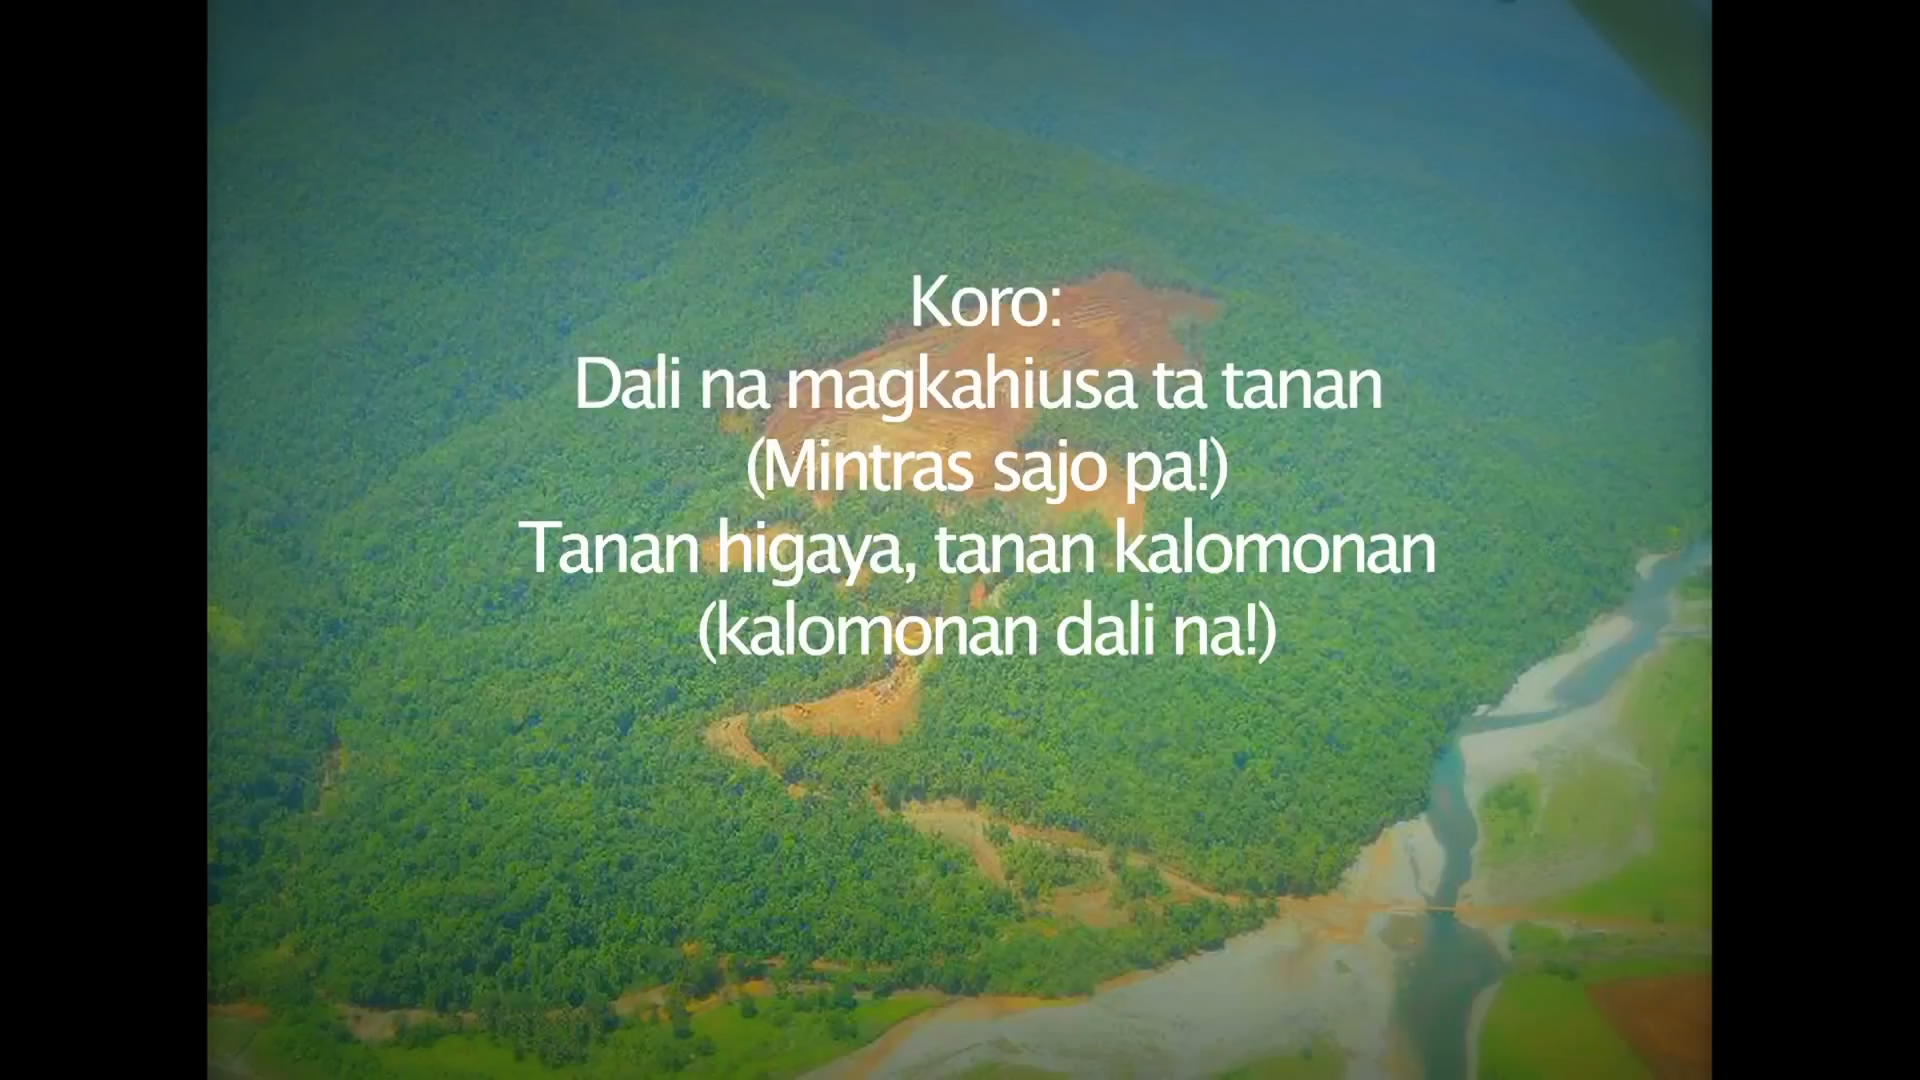 Koro:
Dali na magkahiusa ta tanan
(Mintras sajo pa!)
Tanan higaya, tanan kalomonan
(kalomonan dali na!)